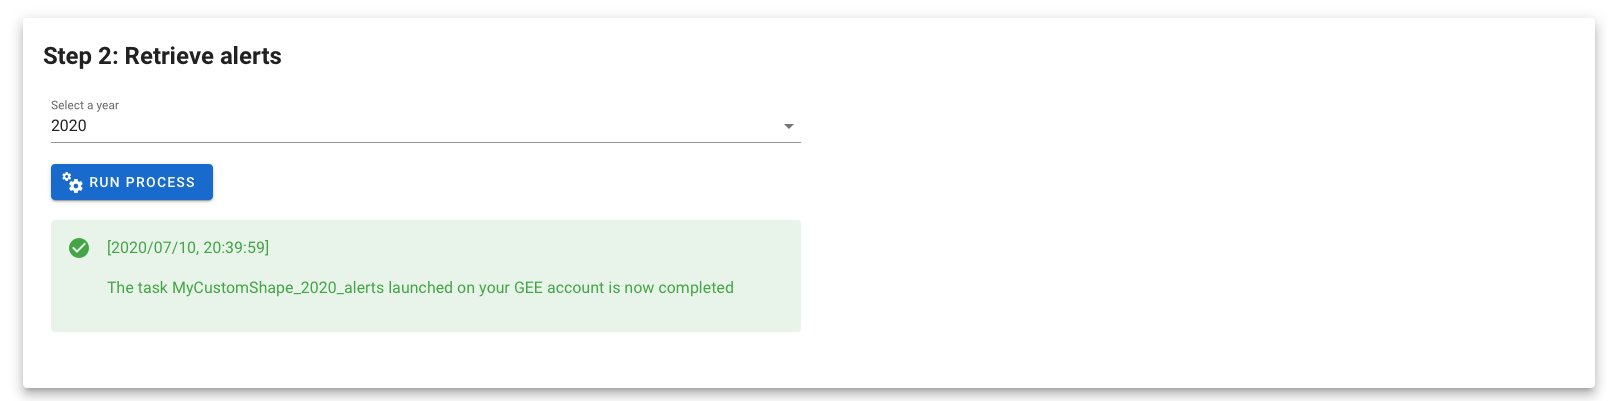 Step 2: Retrieve alerts
Select a year
2020
RUN PROCESS
[2020/07/10, 20:39:59]
The task MyCustomShape_2020_alerts launched on your GEE account is now completed